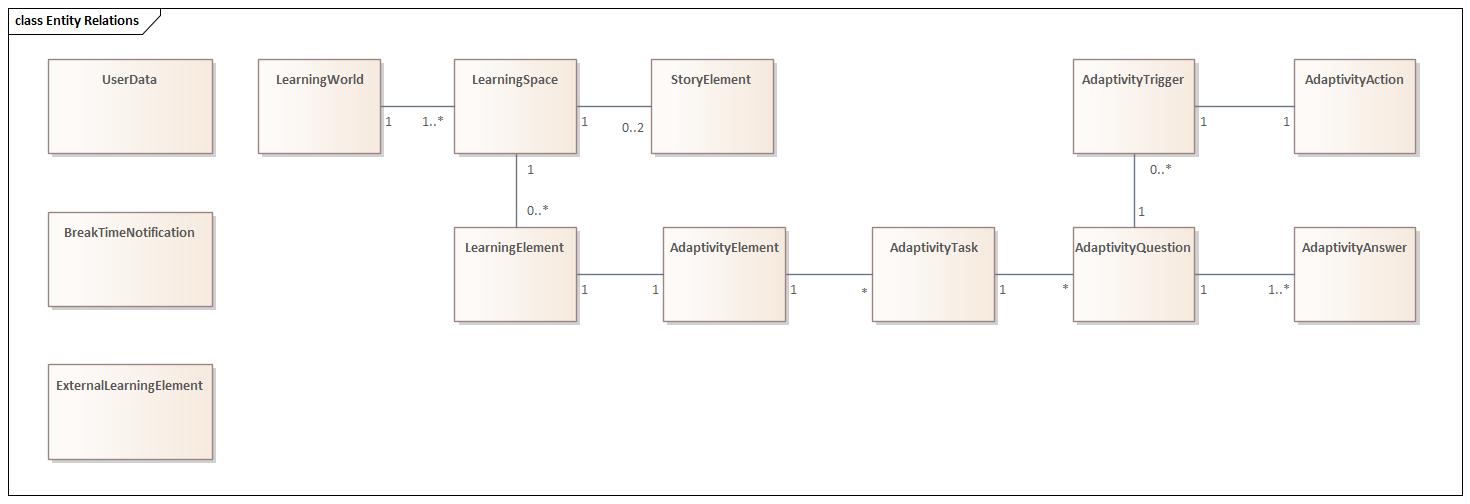 class Entity Relations
UserData
LearningWorld
LearningSpace
StoryElement
AdaptivityTrigger
AdaptivityAction
1
1..*
1
0..2
1
1
1
0..*
0..*
1
BreakTimeNotification
LearningElement
AdaptivityElement
AdaptivityTask
AdaptivityQuestion
AdaptivityAnswer
1
1
1
*
1
*
1
1..*
ExternalLearningElement